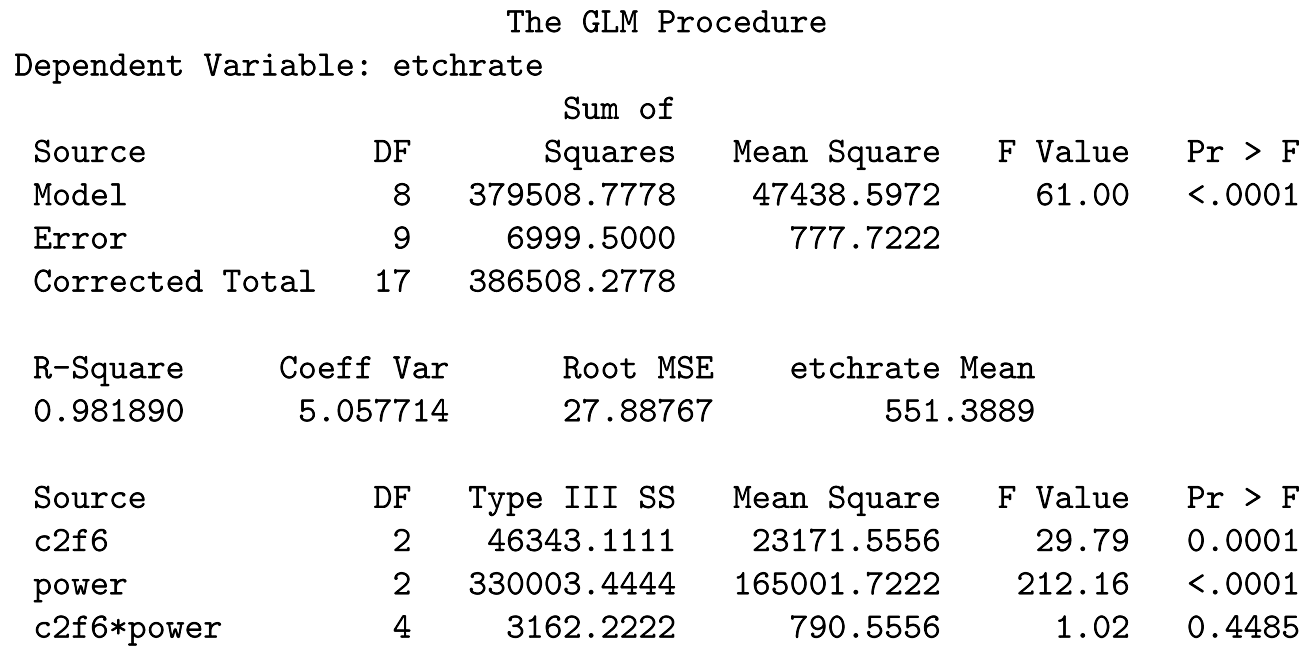 The GLM Procedure
Dependent Variable: etchrate
Sum of
Source DF Squares Mean Square F Value Pr > F
Model 8 379508.7778 47438.5972 61.00 <.0001
Error 9 6999.5000 777.7222
Corrected Total 17 386508.2778
R-Square Coeff Var Root MSE etchrate Mean
0.981890 5.057714 27.88767 551.3889
Source DF Type III SS Mean Square F Value Pr > F
c2f6 2 46343.1111 23171.5556 29.79 0.0001
power 2 330003.4444 165001.7222 212.16 <.0001
c2f6*power 4 3162.2222 790.5556 1.02 0.4485